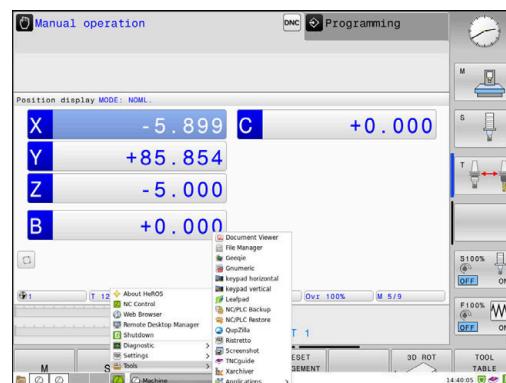 Manual operation
DNC
Programming
Position display MODE: NOML.
X -5.899
C +0.000
Y +85.854
Z -5.000
B +0.000
M
S
T
S100%
OFF ON
F100%
OFF ON
1
T 12
Ovr 100%
M 5/9
T 1
About HeROS
NC Control
Web Browser
Remote Desktop Manager
Shutdown
Diagnostic
Settings
Tools
Document Viewer
File Manager
Geeqie
Gnumeric
keypad horizontal
keypad vertical
Leafpad
NC/PLC Backup
NC/PLC Restore
QupZilla
Ristretto
Screenshot
TNCguide
Xarchiver
Applications
M
S
3D ROT
TOOL
TABLE
Machine
14:40:05